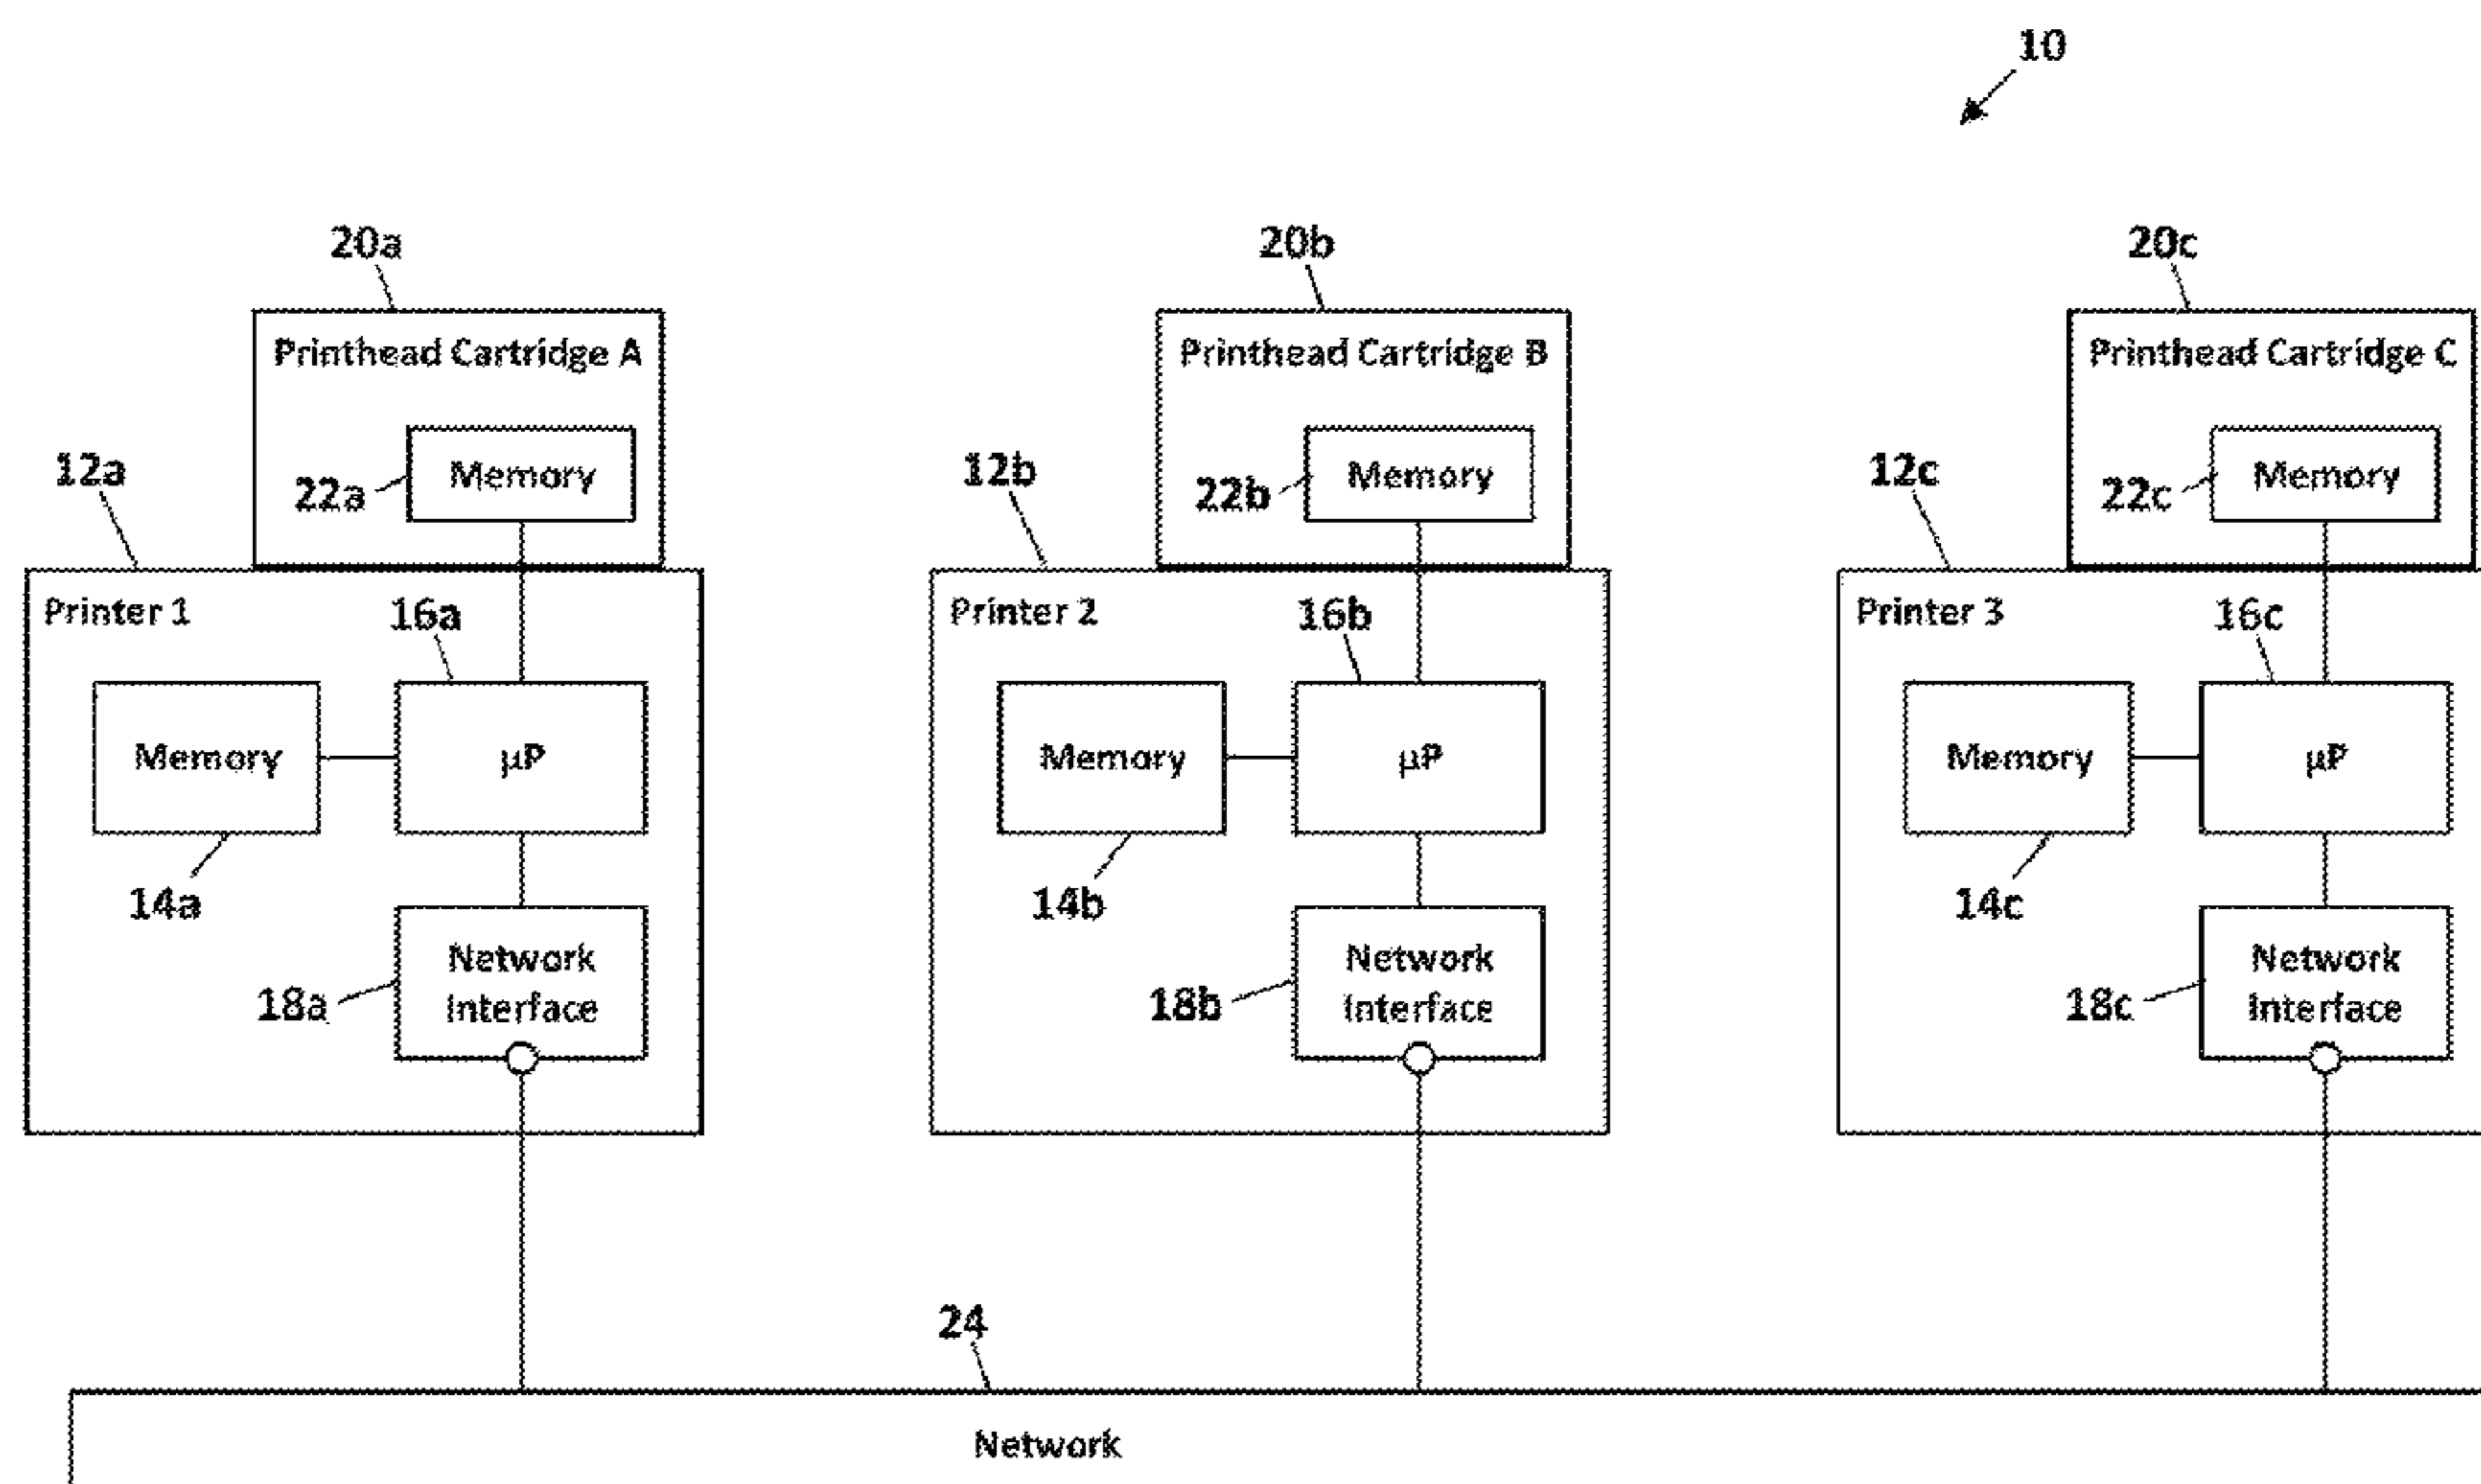 10
20a
20b
20c
Printhead Cartridge A
Printhead Cartridge B
Printhead Cartridge C
12a
22a
Memory
12b
22b
Memory
12c
22c
Memory
Printer 1
16a
Printer 2
16b
Printer 3
16c
Memory
µP
Memory
µP
Memory
µP
14a
14b
14c
18a
Network
Interface
18b
Network
Interface
18c
Network
Interface
24
Network